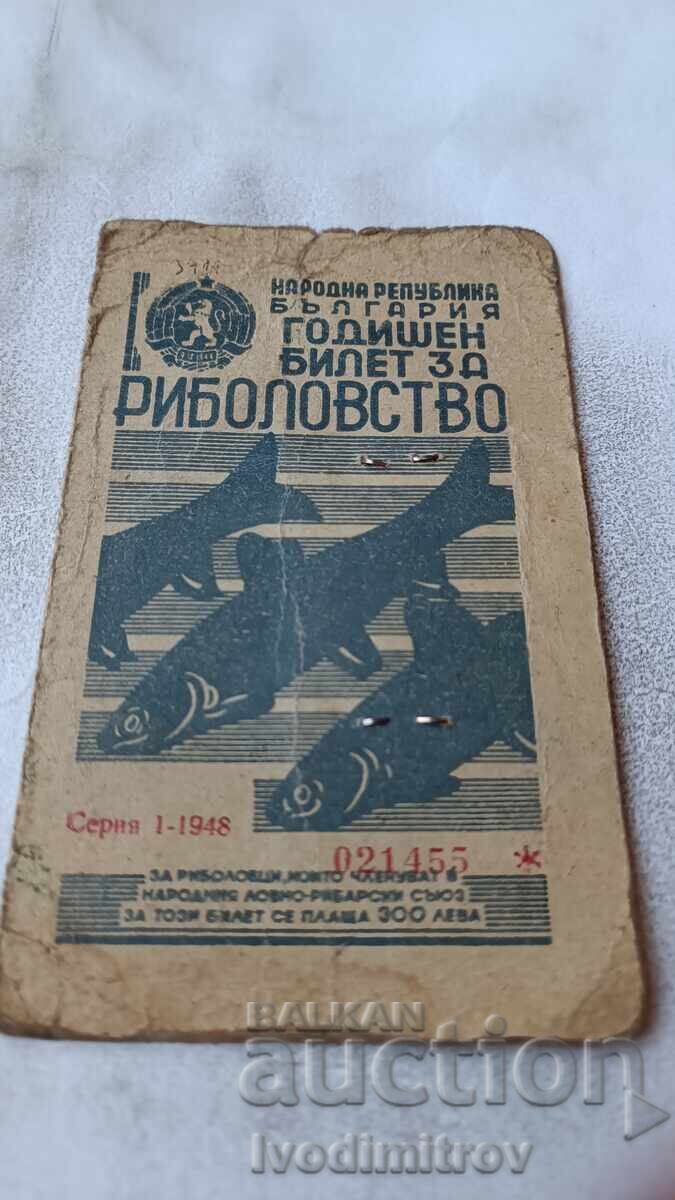 НАРОДНА РЕПУБЛИКА
БЪЛГАРИЯ
ГОДИШЕН
БИЛЕТ ЗА
РИБОЛОВСТВО
Серия 1-1948
021455 *
ЗА РИБОЛОВЦИ, КОИТО ЧЛЕНУВАТ В
НАРОДНИЯ ЛОВНО-РИБАРСКИ СЪЮЗ
ЗА ТОЗИ БИЛЕТ СЕ ПЛАЩА 300 ЛЕВА
BALKAN
auction
Ivodimitrov